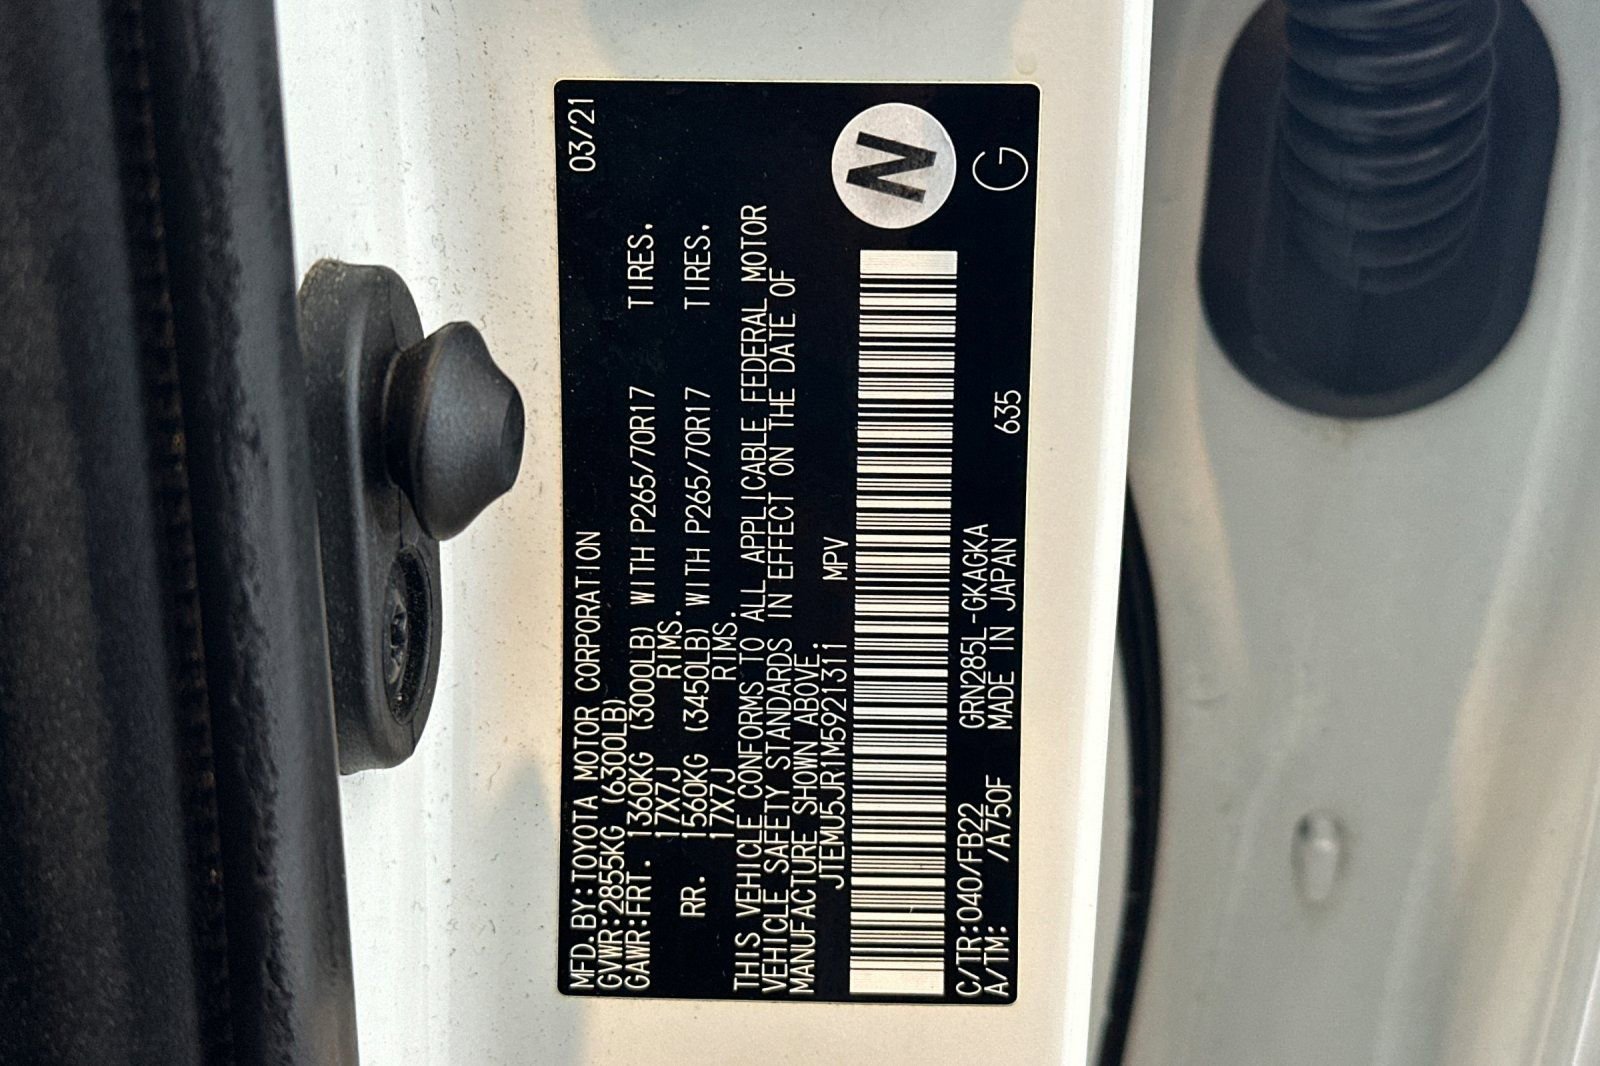 MFD.BY:TOYOTA MOTOR CORPORATION 03/21
GVWR:2855KG (6300LB)
GAWR:FRT. 1360KG (3000LB) WITH P265/70R17 TIRES,
17X7J RIMS.
RR. 1560KG (3450LB) WITH P265/70R17 TIRES,
17X7J RIMS.
THIS VEHICLE CONFORMS TO ALL APPLICABLE FEDERAL MOTOR
VEHICLE SAFETY STANDARDS IN EFFECT ON THE DATE OF
MANUFACTURE SHOWN ABOVE.
JTEMU5JR1M5921311 MPV
N
C/TR:040/FB22 GRN285L-GKAGKA
A/TM: /A750F MADE IN JAPAN 635
G